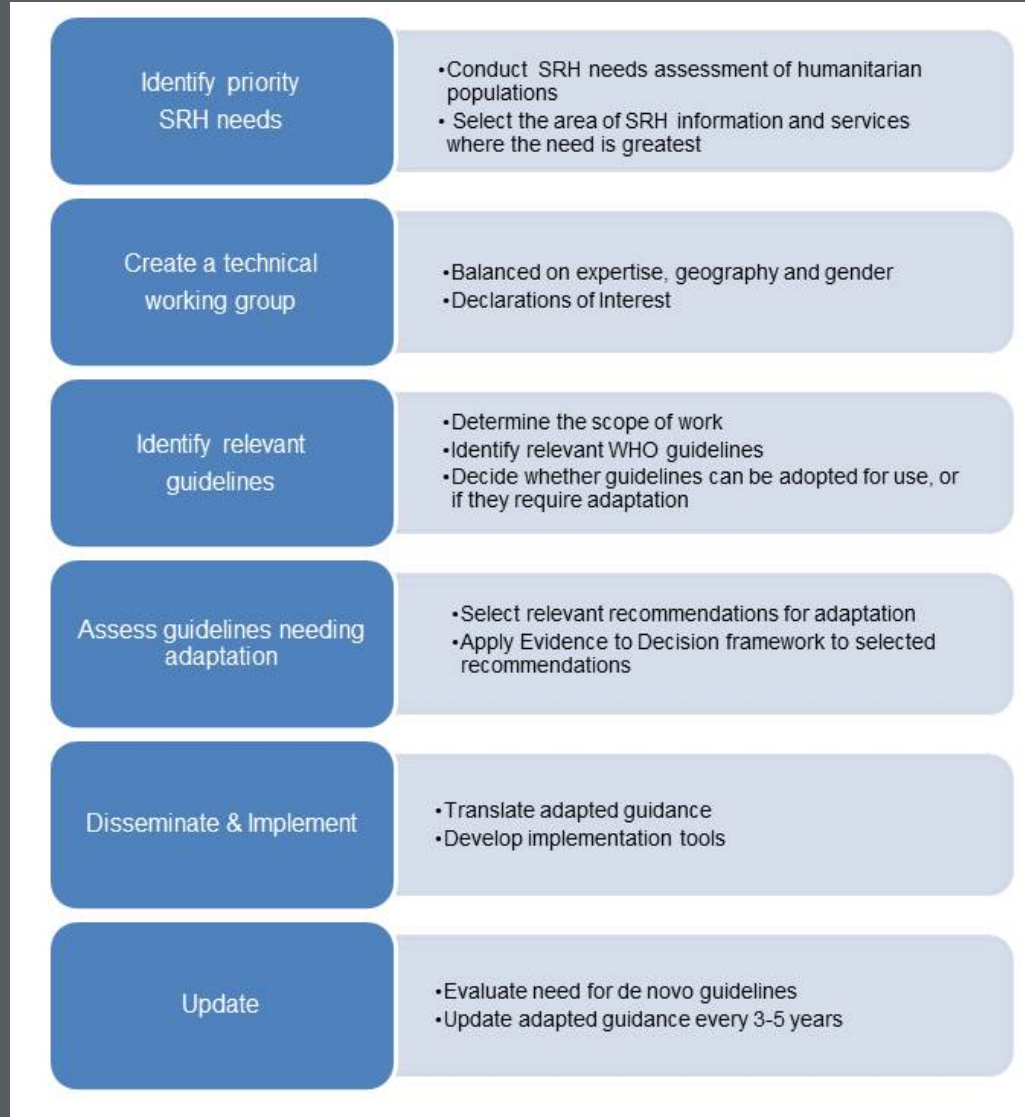 Identify priority
SRH needs
•Conduct SRH needs assessment of humanitarian
populations
• Select the area of SRH information and services
where the need is greatest
Create a technical
working group
•Balanced on expertise, geography and gender
•Declarations of Interest
Identify relevant
guidelines
•Determine the scope of work
•Identify relevant WHO guidelines
•Decide whether guidelines can be adopted for use, or
if they require adaptation
Assess guidelines needing
adaptation
•Select relevant recommendations for adaptation
•Apply Evidence to Decision framework to selected
recommendations
Disseminate & Implement
•Translate adapted guidance
•Develop implementation tools
Update
•Evaluate need for de novo guidelines
•Update adapted guidance every 3-5 years